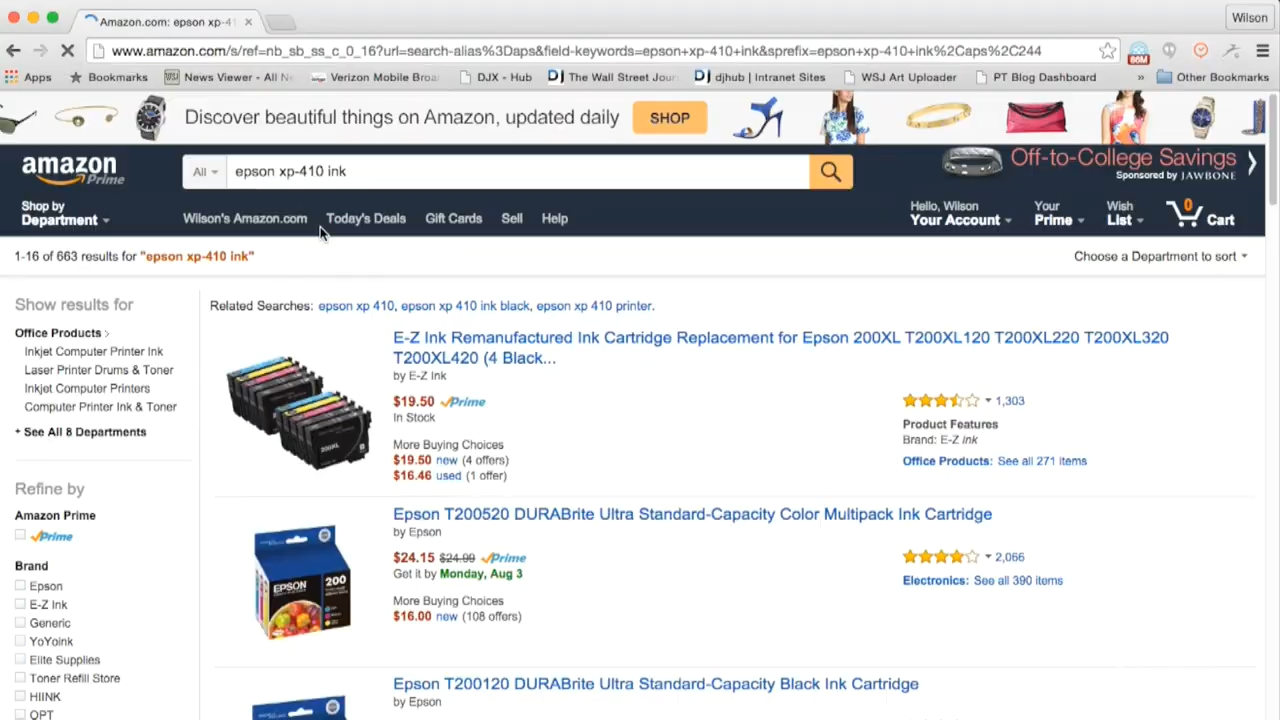 Amazon.com: epson xp-41
Wilson
www.amazon.com/s/ref=nb_sb_ss_c_0_16?url=search-alias%3Daps&field-keywords=epson+xp-410+ink&sprefix=epson+xp-410+ink%2Caps%2C244
86M
Apps Bookmarks News Viewer - All N Verizon Mobile Broa DJX - Hub The Wall Street Jour djhub | Intranet Sites WSJ Art Uploader PT Blog Dashboard » Other Bookmarks
Discover beautiful things on Amazon, updated daily SHOP
amazon Prime
All epson xp-410 ink
Off-to-College Savings
Sponsored by JAWBONE
Shop by Department
Wilson's Amazon.com Today's Deals Gift Cards Sell Help
Hello, Wilson Your Account
Your Prime
Wish List
0 Cart
1-16 of 663 results for "epson xp-410 ink"
Choose a Department to sort
Show results for
Office Products ›
Inkjet Computer Printer Ink
Laser Printer Drums & Toner
Inkjet Computer Printers
Computer Printer Ink & Toner
+ See All 8 Departments
Refine by
Amazon Prime
Prime
Brand
Epson
E-Z Ink
Generic
YoYoink
Elite Supplies
Toner Refill Store
HIINK
OPT
Related Searches: epson xp 410, epson xp 410 ink black, epson xp 410 printer.
E-Z Ink Remanufactured Ink Cartridge Replacement for Epson 200XL T200XL120 T200XL220 T200XL320
T200XL420 (4 Black...
by E-Z Ink
$19.50 Prime
In Stock
More Buying Choices
$19.50 new (4 offers)
$16.46 used (1 offer)
1,303
Product Features
Brand: E-Z Ink
Office Products: See all 271 items
200XL
Epson T200520 DURABrite Ultra Standard-Capacity Color Multipack Ink Cartridge
by Epson
$24.15 $24.99 Prime
Get it by Monday, Aug 3
More Buying Choices
$16.00 new (108 offers)
2,066
Electronics: See all 390 items
EPSON 200
Epson T200120 DURABrite Ultra Standard-Capacity Black Ink Cartridge
by Epson